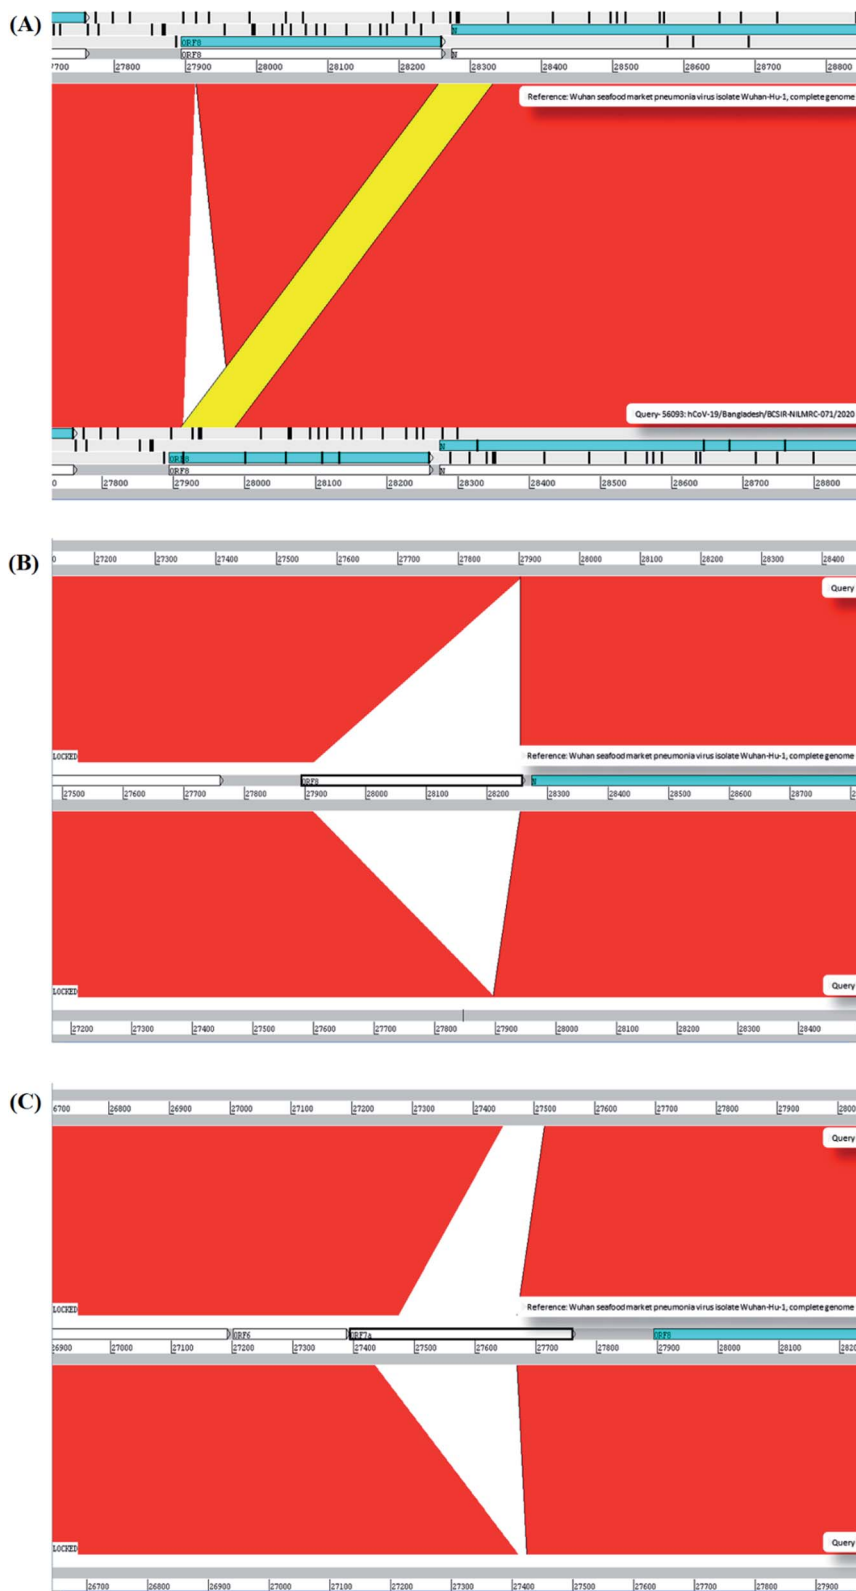 (A)
ORF8 N
ORF8 N
7700 27800 27900 28000 28100 28200 28300 28400 28500 28600 28700 28800
Reference: Wuhan seafood market pneumonia virus isolate Wuhan-Hu-1, complete genome
Query- 56093: hCoV-19/Bangladesh/BCSIR-NILMRC-071/2020
N
ORF8
ORF8 N
0 27800 27900 28000 28100 28200 28300 28400 28500 28600 28700 28800
(B)
0 27200 27300 27400 27500 27600 27700 27800 27900 28000 28100 28200 28300 28400
Query
LOCKED
Reference: Wuhan seafood market pneumonia virus isolate Wuhan-Hu-1, complete genome
ORF8 N
27500 27600 27700 27800 27900 28000 28100 28200 28300 28400 28500 28600 28700 28
LOCKED
Query
27200 27300 27400 27500 27600 27700 27800 27900 28000 28100 28200 28300 28400
(C)
6700 26800 26900 27000 27100 27200 27300 27400 27500 27600 27700 27800 27900 2800
Query
LOCKED
Reference: Wuhan seafood market pneumonia virus isolate Wuhan-Hu-1, complete genome
ORF6 ORF7a ORF8
26900 27000 27100 27200 27300 27400 27500 27600 27700 27800 27900 28000 28100 2820
LOCKED
Query
26700 26800 26900 27000 27100 27200 27300 27400 27500 27600 27700 27800 27900